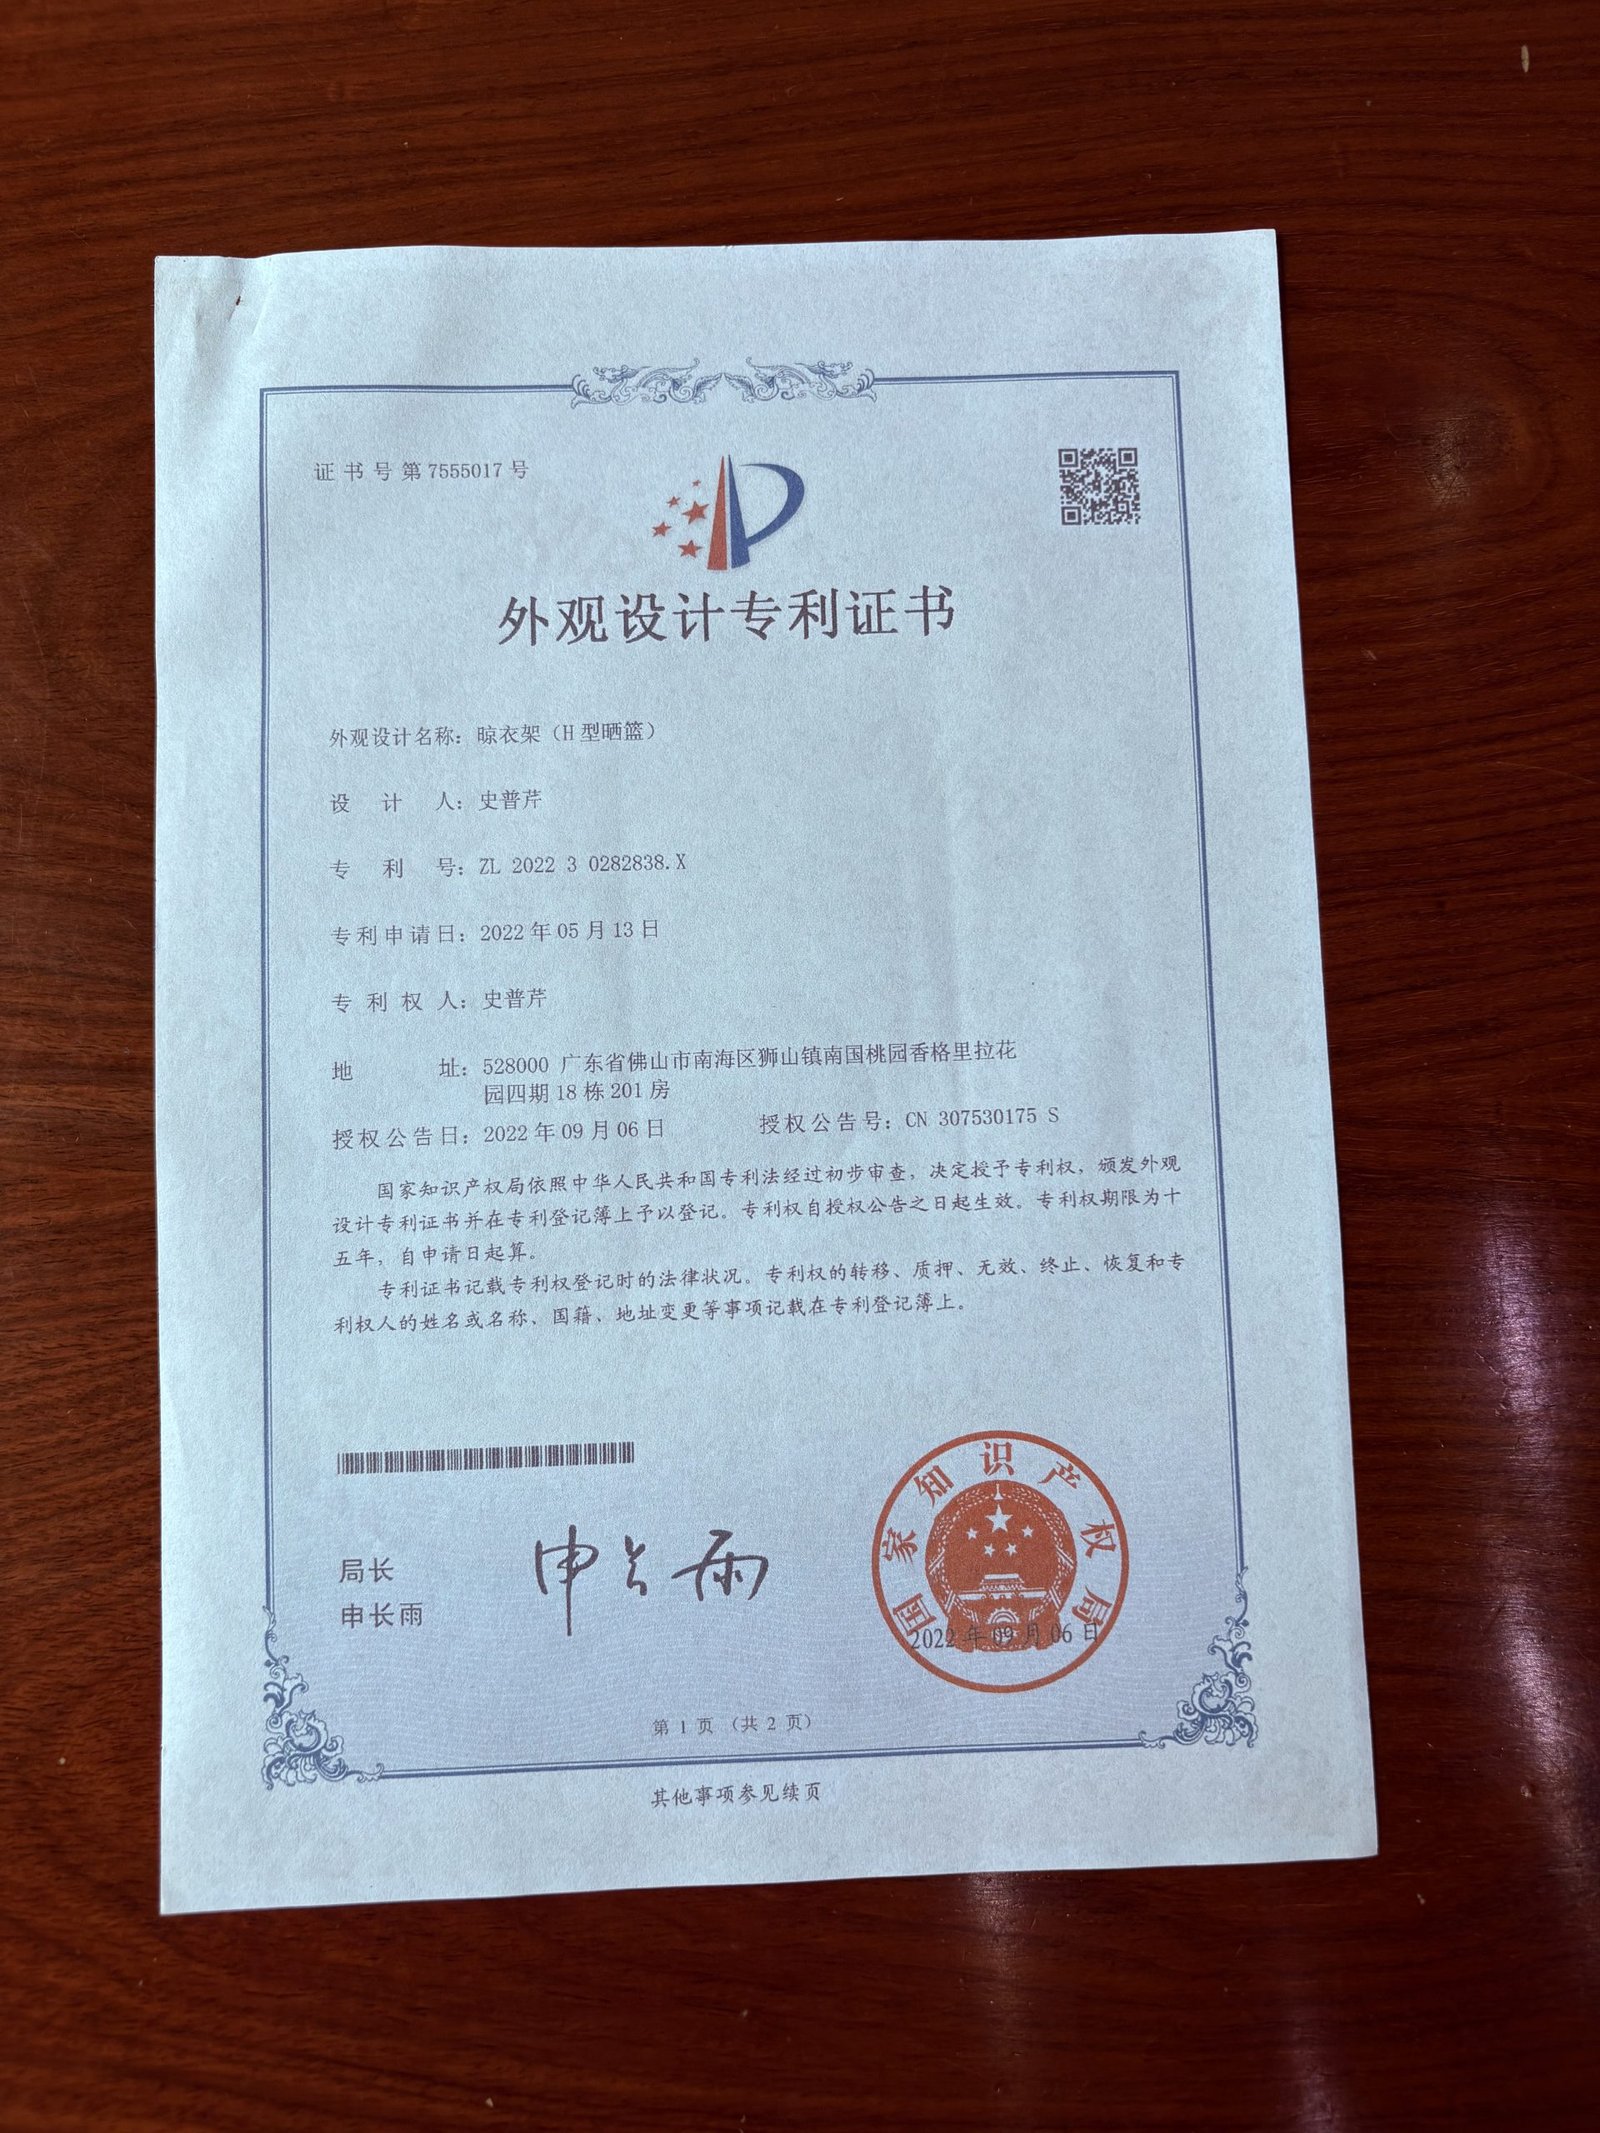 证书号第7555017号
外观设计专利证书
外观设计名称：晾衣架（H型晒篮）
设计人：史普芹
专利号：ZL 2022 3 0282838.X
专利申请日：2022年05月13日
专利权人：史普芹
地址：528000 广东省佛山市南海区狮山镇南国桃园香格里拉花
园四期18栋201房
授权公告日：2022年09月06日 授权公告号：CN 307530175 S
国家知识产权局依照中华人民共和国专利法经过初步审查，决定授予专利权，颁发外观
设计专利证书并在专利登记簿上予以登记。专利权自授权公告之日起生效。专利权期限为十
五年，自申请日起算。
专利证书记载专利权登记时的法律状况。专利权的转移、质押、无效、终止、恢复和专
利权人的姓名或名称、国籍、地址变更等事项记载在专利登记簿上。
局长
申长雨
申长雨
国家知识产权局
2022年09月06日
第 1 页 （共 2 页）
其他事项参见续页